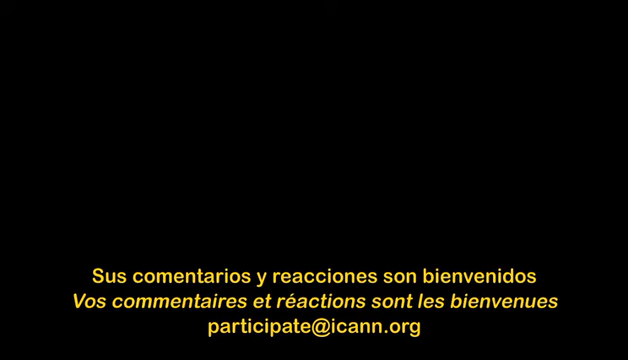 Sus comentarios y reacciones son bienvenidos
Vos commentaires et réactions sont les bienvenues
participate@icann.org